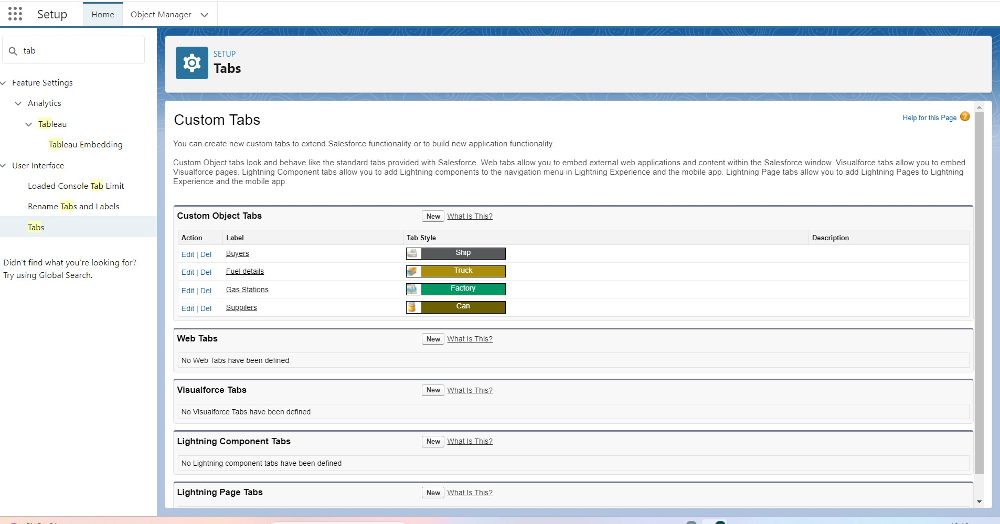 Setup
Home
Object Manager
tab
Feature Settings
Analytics
Tableau
Tableau Embedding
User Interface
Loaded Console Tab Limit
Rename Tabs and Labels
Tabs
Didn't find what you're looking for?
Try using Global Search.
SETUP
Tabs
Custom Tabs
Help for this Page
You can create new custom tabs to extend Salesforce functionality or to build new application functionality.
Custom Object tabs look and behave like the standard tabs provided with Salesforce. Web tabs allow you to embed external web applications and content within the Salesforce window. Visualforce tabs allow you to embed
Visualforce pages. Lightning Component tabs allow you to add Lightning components to the navigation menu in Lightning Experience and the mobile app. Lightning Page tabs allow you to add Lightning Pages to Lightning
Experience and the mobile app.
Custom Object Tabs New What Is This?
Action Label Tab Style Description
Edit | Del Buyers Ship
Edit | Del Fuel details Truck
Edit | Del Gas Stations Factory
Edit | Del Suppilers Can
Web Tabs New What Is This?
No Web Tabs have been defined
Visualforce Tabs New What Is This?
No Visualforce Tabs have been defined
Lightning Component Tabs New What Is This?
No Lightning component tabs have been defined
Lightning Page Tabs New What Is This?